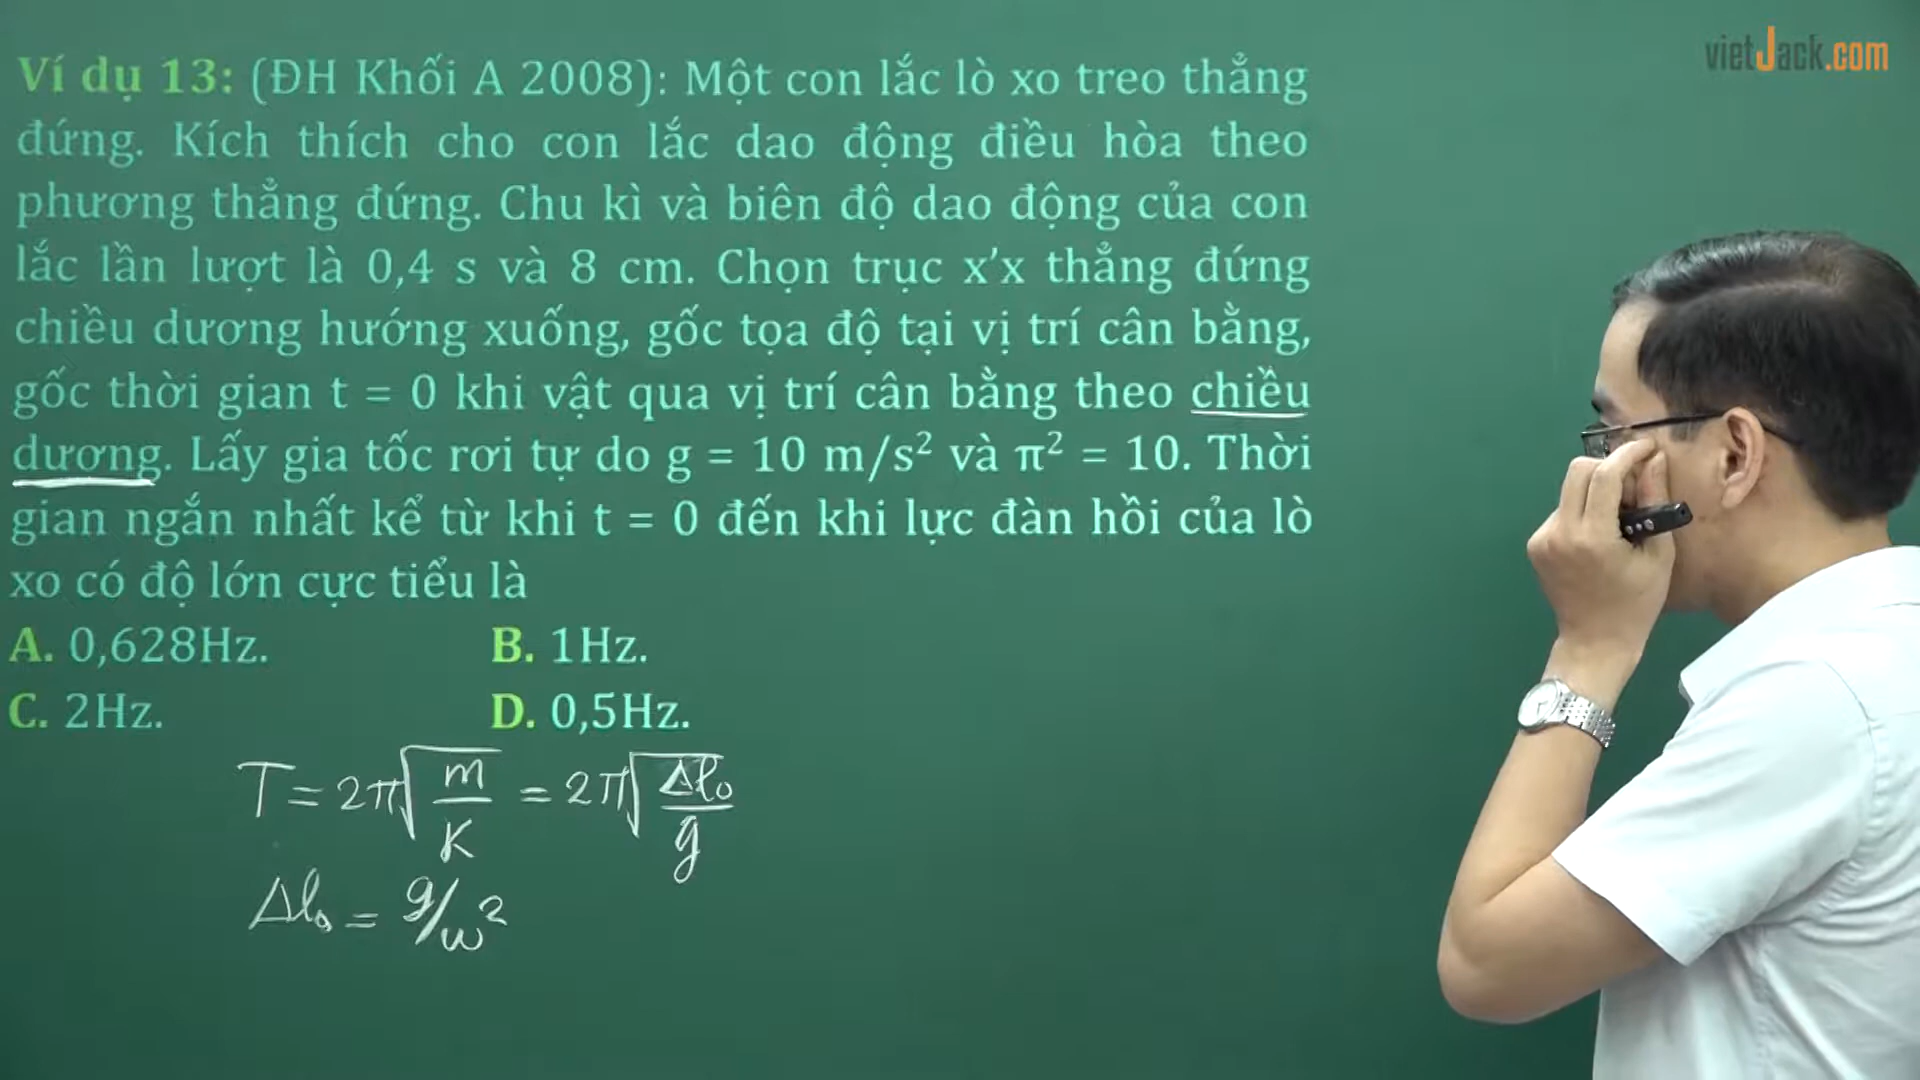 vietJack.com
Ví dụ 13: (ĐH Khối A 2008): Một con lắc lò xo treo thẳng
đứng. Kích thích cho con lắc dao động điều hòa theo
phương thẳng đứng. Chu kì và biên độ dao động của con
lắc lần lượt là 0,4 s và 8 cm. Chọn trục x’x thẳng đứng
chiều dương hướng xuống, gốc tọa độ tại vị trí cân bằng,
gốc thời gian t = 0 khi vật qua vị trí cân bằng theo chiều
dương. Lấy gia tốc rơi tự do g = 10 m/s² và π² = 10. Thời
gian ngắn nhất kể từ khi t = 0 đến khi lực đàn hồi của lò
xo có độ lớn cực tiểu là
A. 0,628Hz. B. 1Hz.
C. 2Hz. D. 0,5Hz.
T = 2π√(m/K) = 2π√(Δl₀/g)
Δl₀ = g/ω²